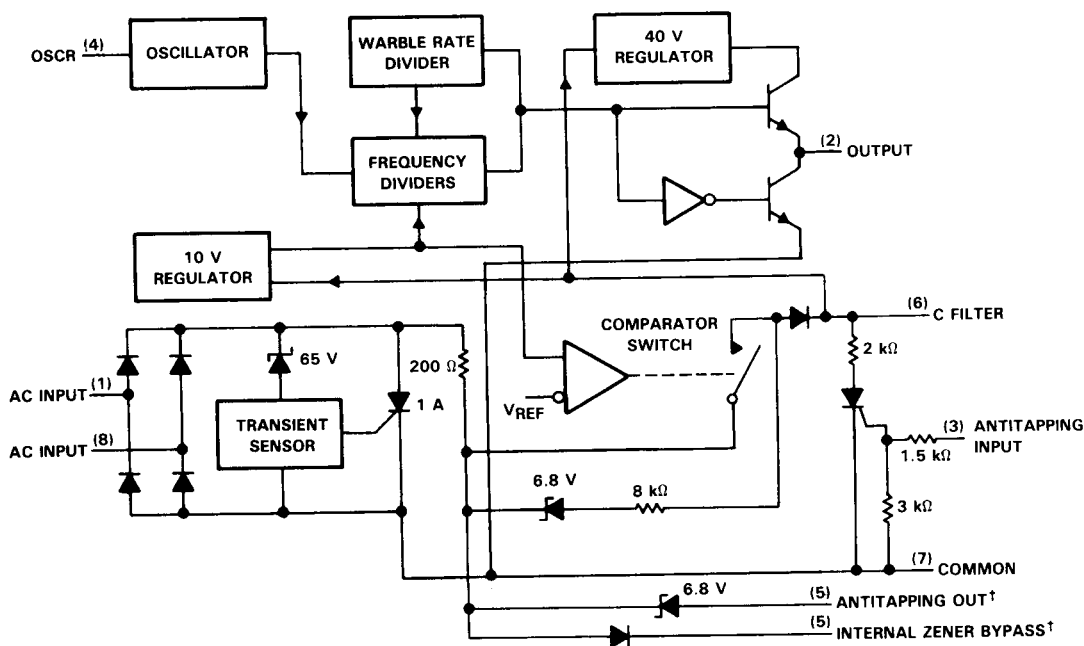 OSCR (4)
OSCILLATOR
WARBLE RATE
DIVIDER
40 V
REGULATOR
FREQUENCY
DIVIDERS
(2) OUTPUT
10 V
REGULATOR
COMPARATOR
SWITCH
(6) C FILTER
65 V
200 Ω
2 kΩ
AC INPUT (1)
1 A
VREF
TRANSIENT
SENSOR
(3) ANTITAPPING
INPUT
1.5 kΩ
AC INPUT (8)
6.8 V
8 kΩ
3 kΩ
(7) COMMON
6.8 V
(5) ANTITAPPING OUT†
(5) INTERNAL ZENER BYPASS†